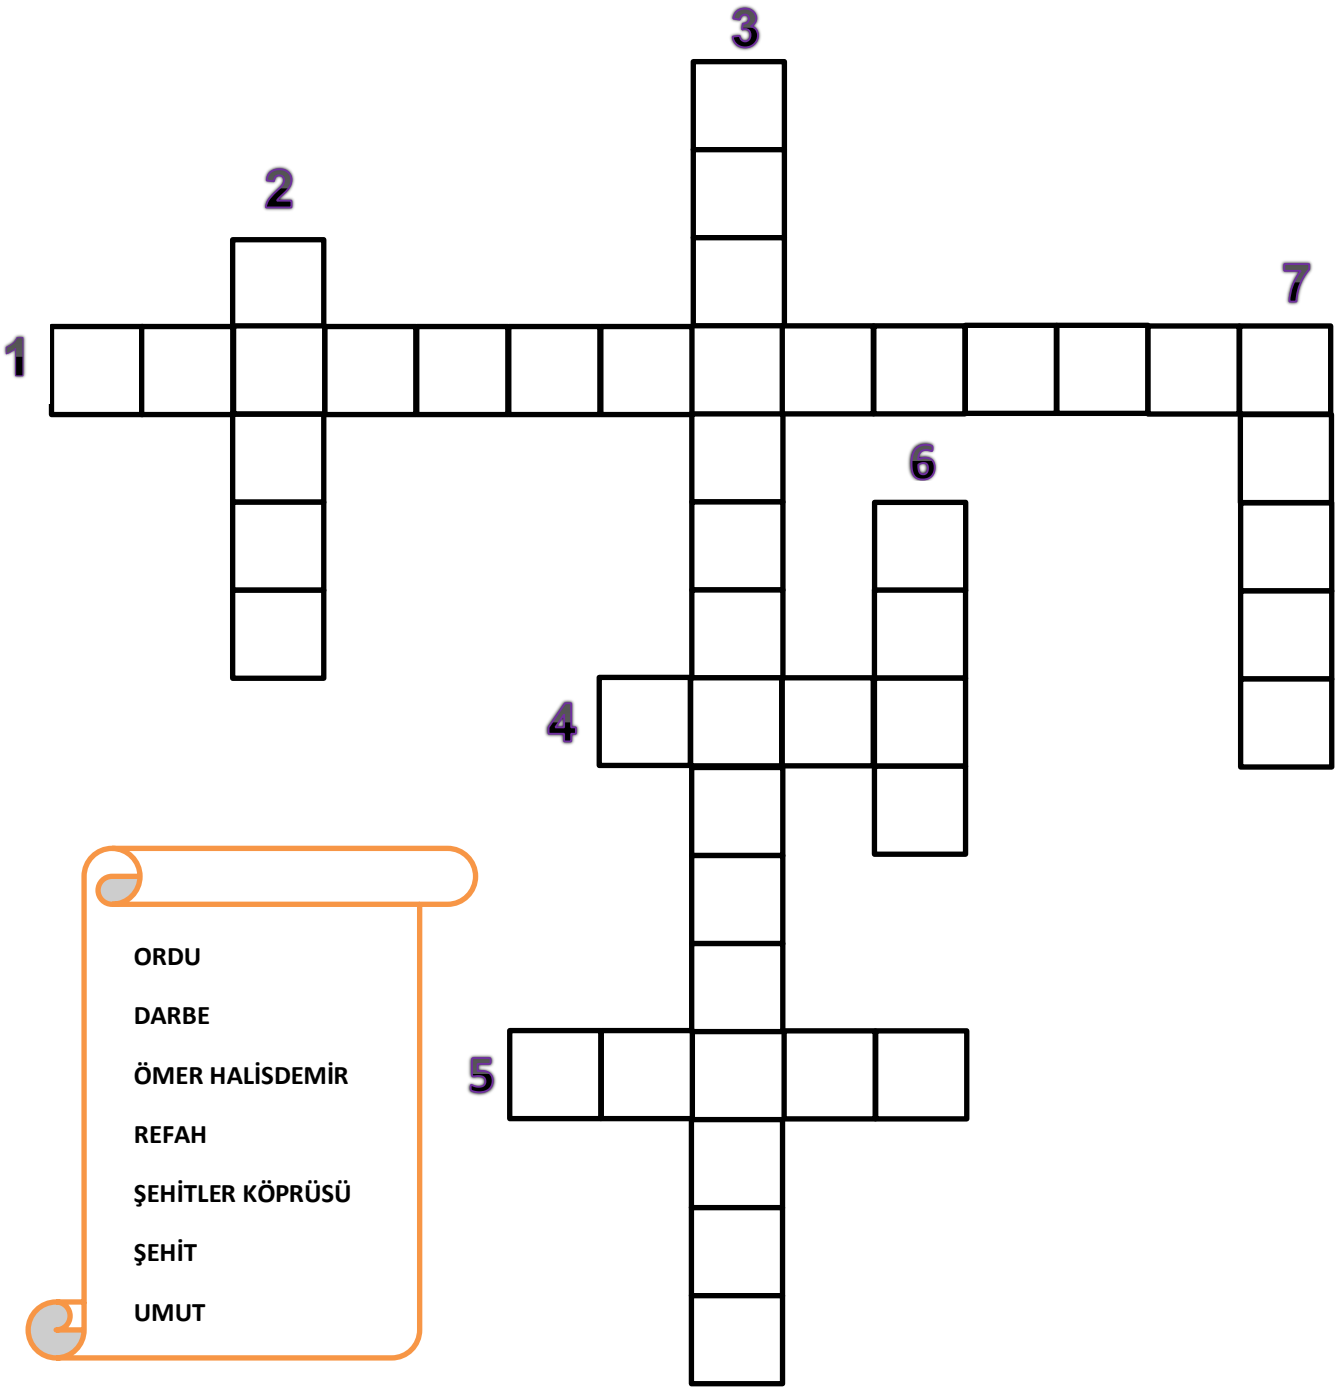 3
2
7
1
6
4
5
ORDU
DARBE
ÖMER HALİSDEMİR
REFAH
ŞEHİTLER KÖPRÜSÜ
ŞEHİT
UMUT